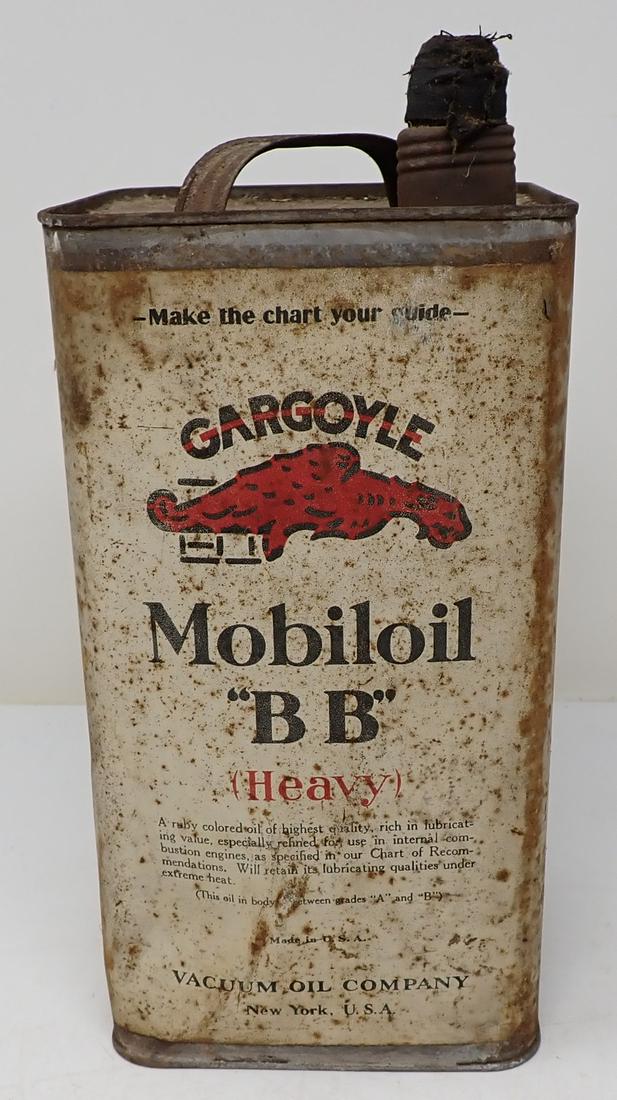 –Make the chart your guide–
GARGOYLE
Mobiloil
"BB"
(Heavy)
A ruby colored oil of highest quality, rich in lubricat-
ing value, especially refined for use in internal com-
bustion engines, as specified in our Chart of Recom-
mendations. Will retain its lubricating qualities under
extreme heat.
(This oil in body between grades "A" and "B")
Made in U.S.A.
VACUUM OIL COMPANY
New York, U.S.A.